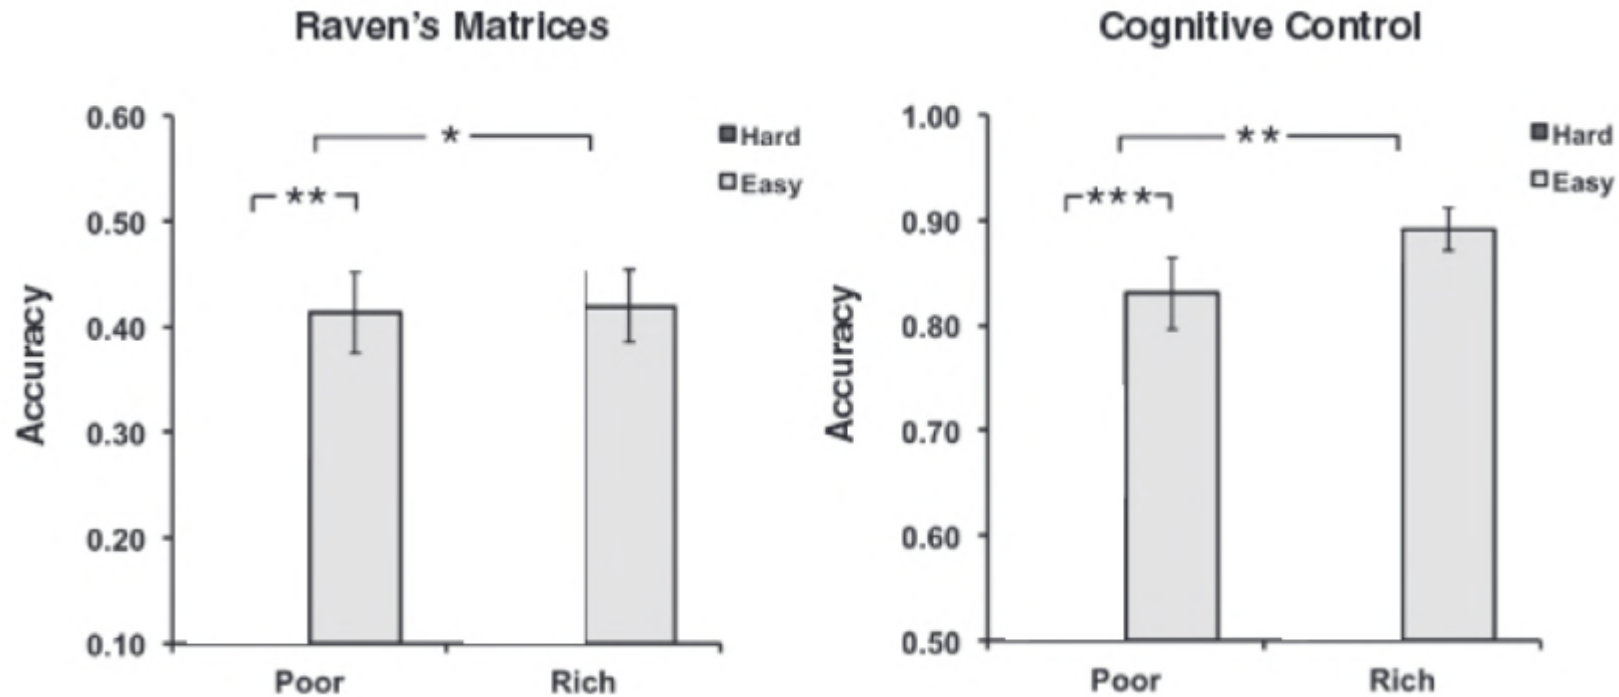 Raven's Matrices
0.60
0.50
0.40
0.30
0.20
0.10
Accuracy
*
**
Hard
Easy
Poor Rich
Cognitive Control
1.00
0.90
0.80
0.70
0.60
0.50
Accuracy
**
***
Hard
Easy
Poor Rich